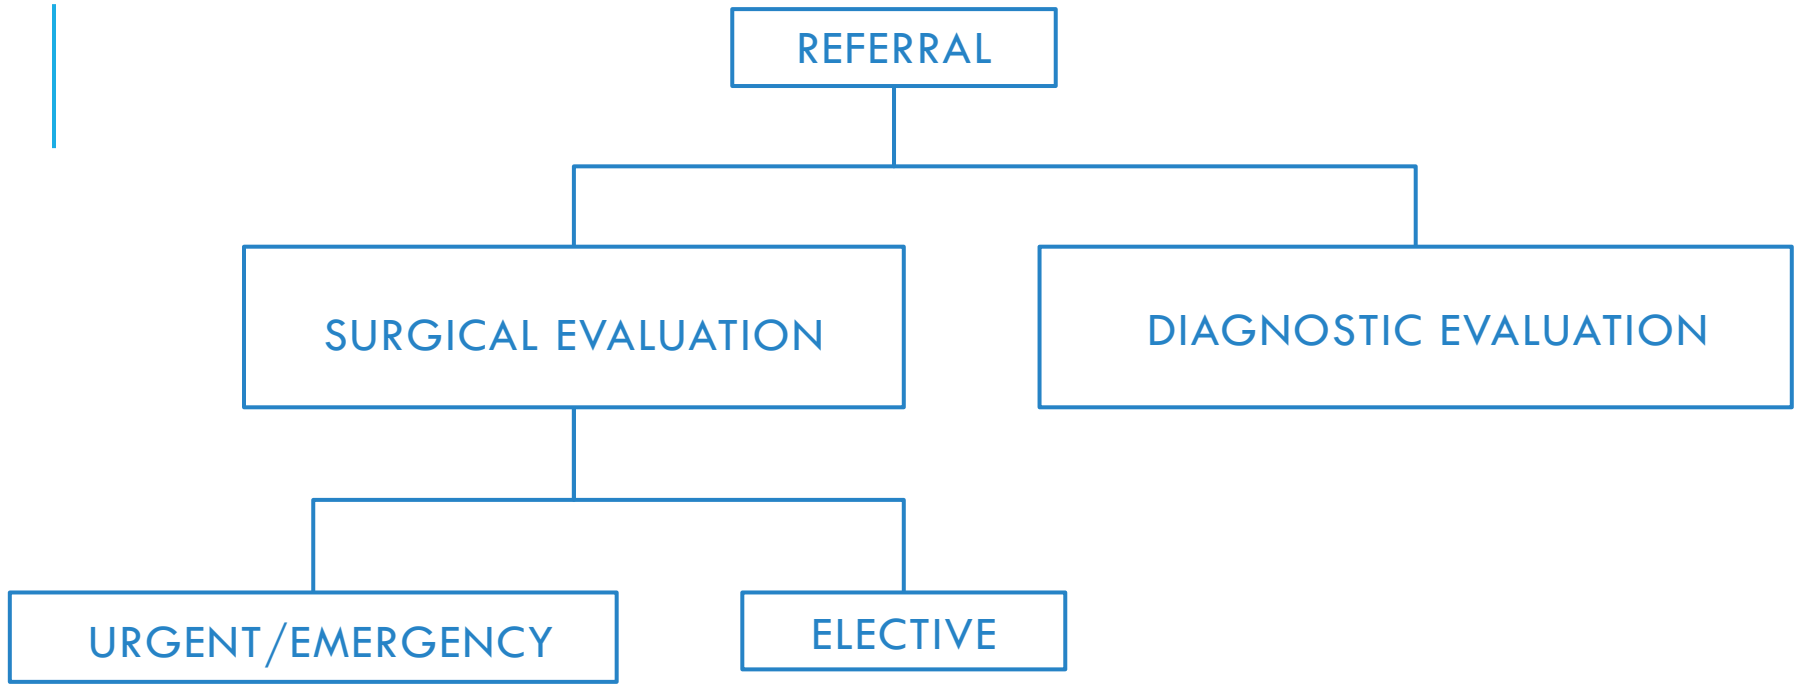 REFERRAL
SURGICAL EVALUATION
DIAGNOSTIC EVALUATION
URGENT/EMERGENCY
ELECTIVE